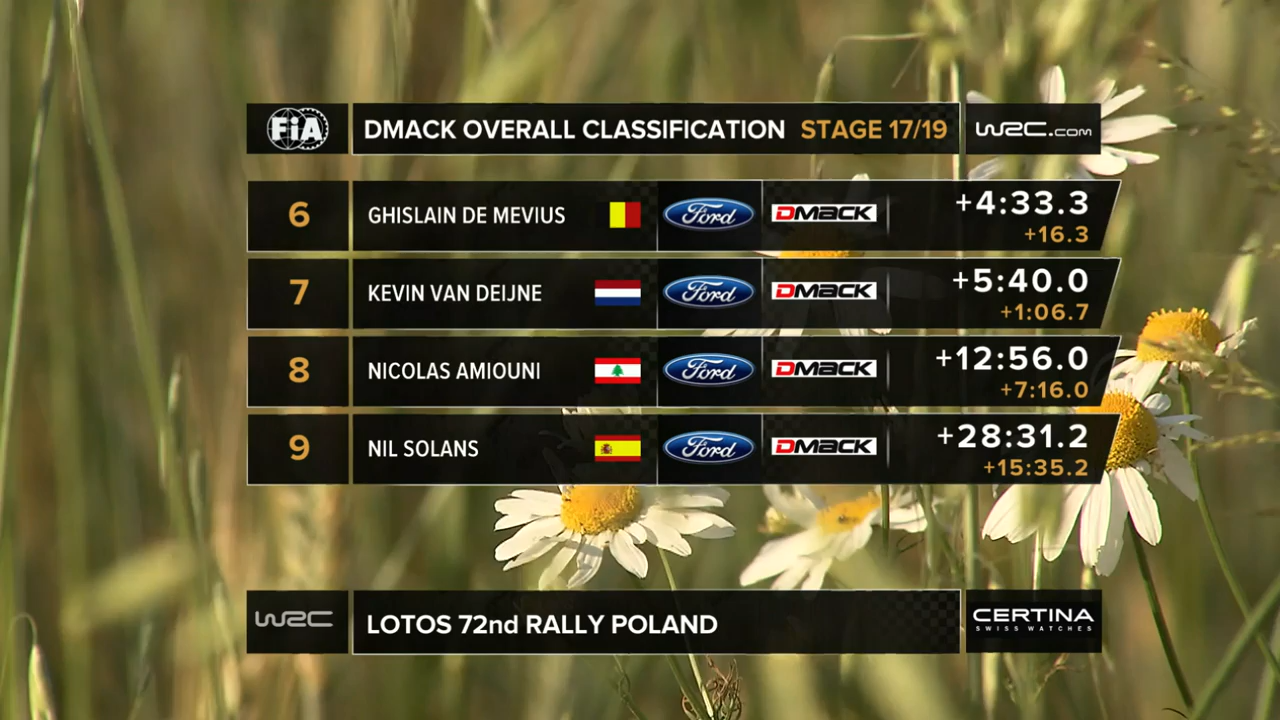 FiA DMACK OVERALL CLASSIFICATION STAGE 17/19 WRC.com
6 GHISLAIN DE MEVIUS Ford DMACK +4:33.3
+16.3
7 KEVIN VAN DEIJNE Ford DMACK +5:40.0
+1:06.7
8 NICOLAS AMIOUNI Ford DMACK +12:56.0
+7:16.0
9 NIL SOLANS Ford DMACK +28:31.2
+15:35.2
WRC LOTOS 72nd RALLY POLAND CERTINA
SWISS WATCHES